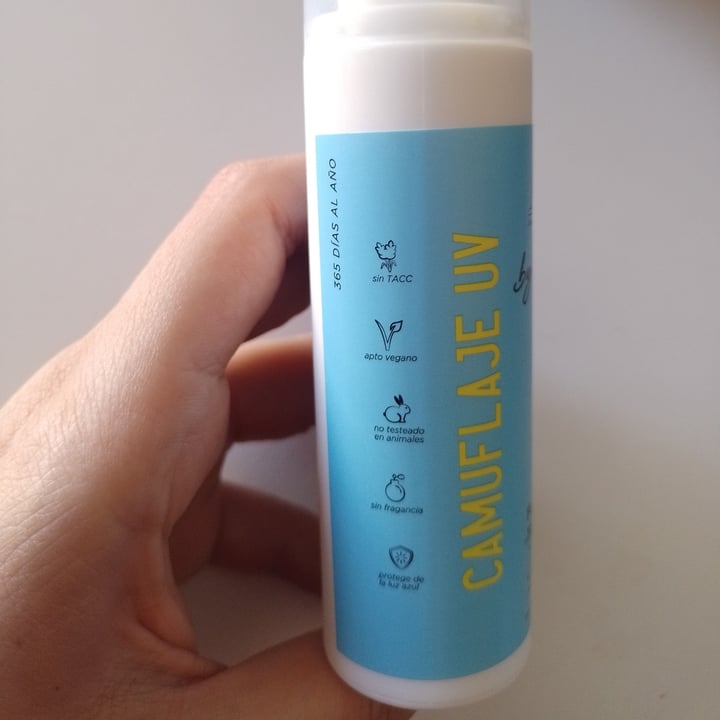 365 DÍAS AL AÑO
sin TACC
apto vegano
no testeado
en animales
sin fragancia
protege de
la luz azul
CAMUFLAJE UV